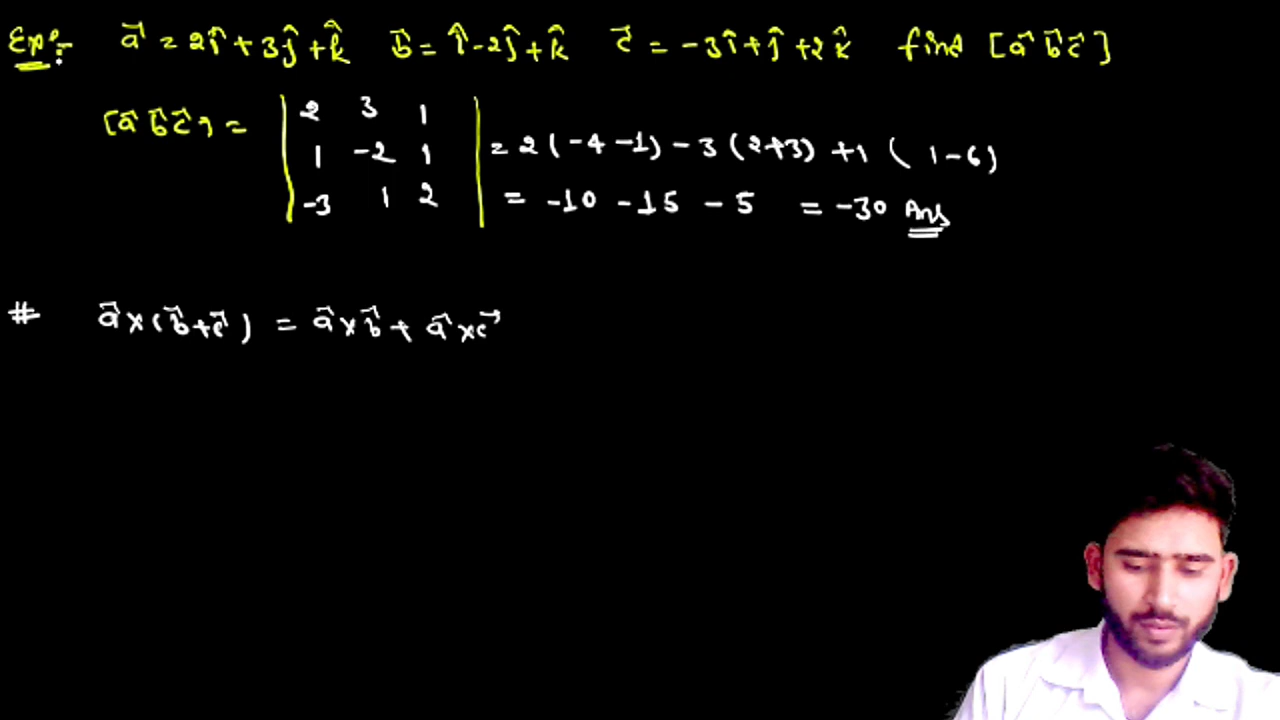 Exp:- a⃗ = 2î + 3ĵ + k̂ b⃗ = î - 2ĵ + k̂ c⃗ = -3î + ĵ + 2k̂ find [a⃗ b⃗ c⃗]
[a⃗ b⃗ c⃗] = | 2 3 1 |
| 1 -2 1 | = 2(-4-1) - 3(2+3) + 1(1-6)
| -3 1 2 | = -10 - 15 - 5 = -30 Ans
# a⃗×(b⃗+c⃗) = a⃗×b⃗ + a⃗×c⃗